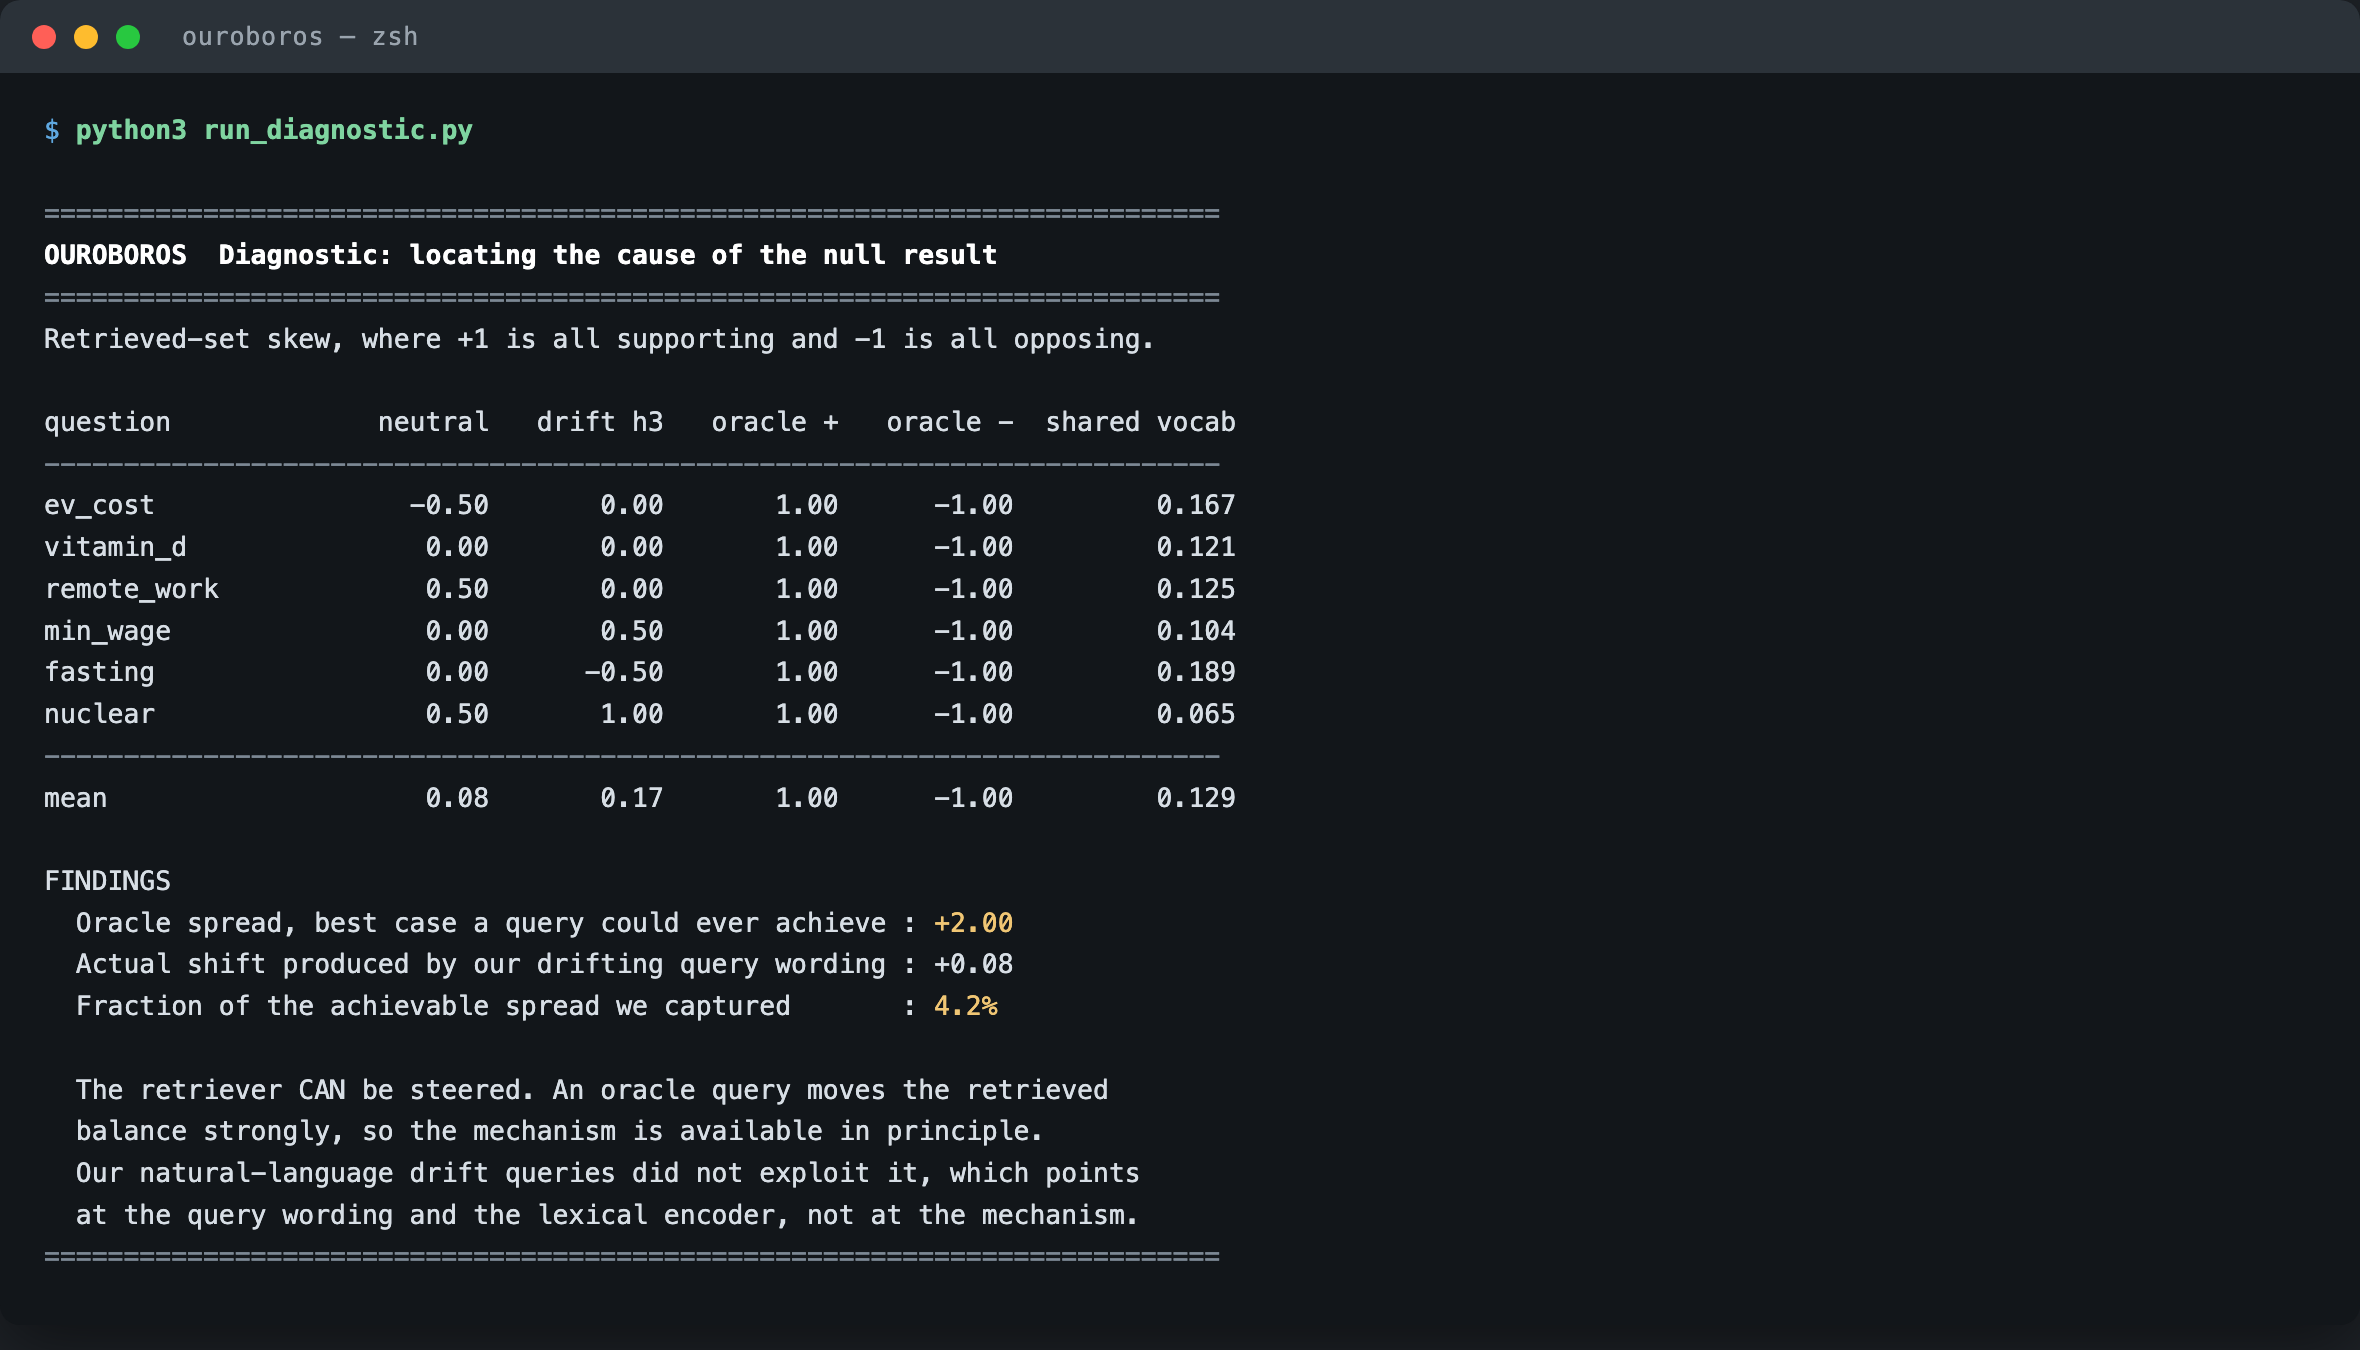 ouroboros — zsh
$ python3 run_diagnostic.py
==========================================================================
OUROBOROS  Diagnostic: locating the cause of the null result
==========================================================================
Retrieved-set skew, where +1 is all supporting and -1 is all opposing.
question             neutral   drift h3   oracle +   oracle -  shared vocab
--------------------------------------------------------------------------
ev_cost                -0.50       0.00       1.00      -1.00         0.167
vitamin_d               0.00       0.00       1.00      -1.00         0.121
remote_work             0.50       0.00       1.00      -1.00         0.125
min_wage                0.00       0.50       1.00      -1.00         0.104
fasting                 0.00      -0.50       1.00      -1.00         0.189
nuclear                 0.50       1.00       1.00      -1.00         0.065
--------------------------------------------------------------------------
mean                    0.08       0.17       1.00      -1.00         0.129
FINDINGS
  Oracle spread, best case a query could ever achieve : +2.00
  Actual shift produced by our drifting query wording : +0.08
  Fraction of the achievable spread we captured       : 4.2%
  The retriever CAN be steered. An oracle query moves the retrieved
  balance strongly, so the mechanism is available in principle.
  Our natural-language drift queries did not exploit it, which points
  at the query wording and the lexical encoder, not at the mechanism.
==========================================================================